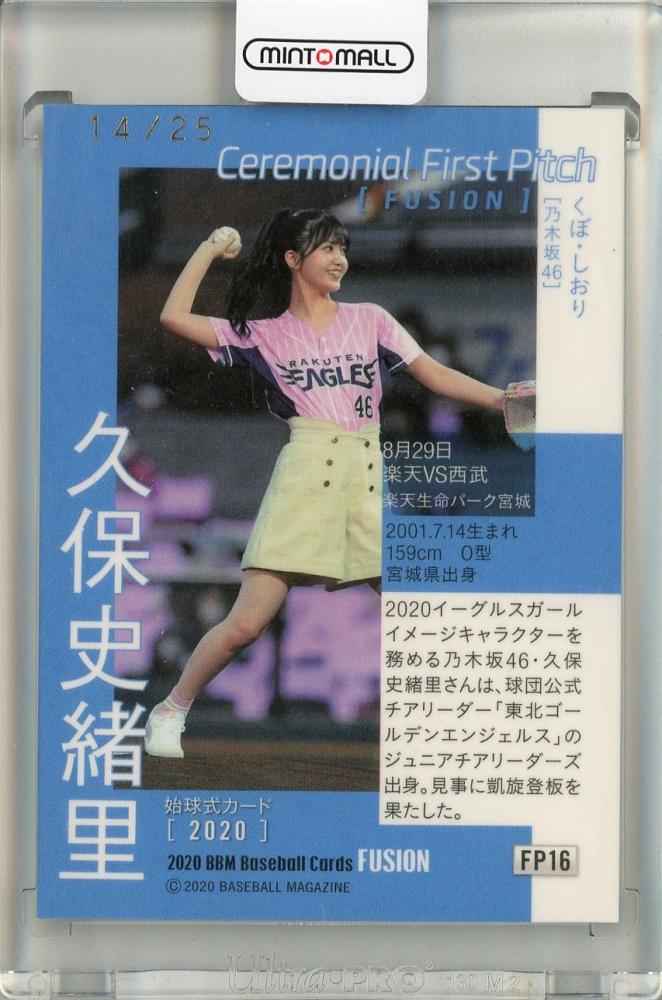 MINTMALL
14/25
Ceremonial First Pitch
[ FUSION ]
くぼ・しおり
[乃木坂46]
RAKUTEN
EAGLES
46
8月29日
楽天VS西武
楽天生命パーク宮城
2001.7.14生まれ
159cm O型
宮城県出身
久保史緒里
2020イーグルスガール
イメージキャラクターを
務める乃木坂46・久保
史緒里さんは、球団公式
チアリーダー「東北ゴー
ルデンエンジェルス」の
ジュニアチアリーダーズ
出身。見事に凱旋登板を
果たした。
始球式カード
[ 2020 ]
2020 BBM Baseball Cards FUSION
FP16
©2020 BASEBALL MAGAZINE
Ultra·PRO® 130 M2